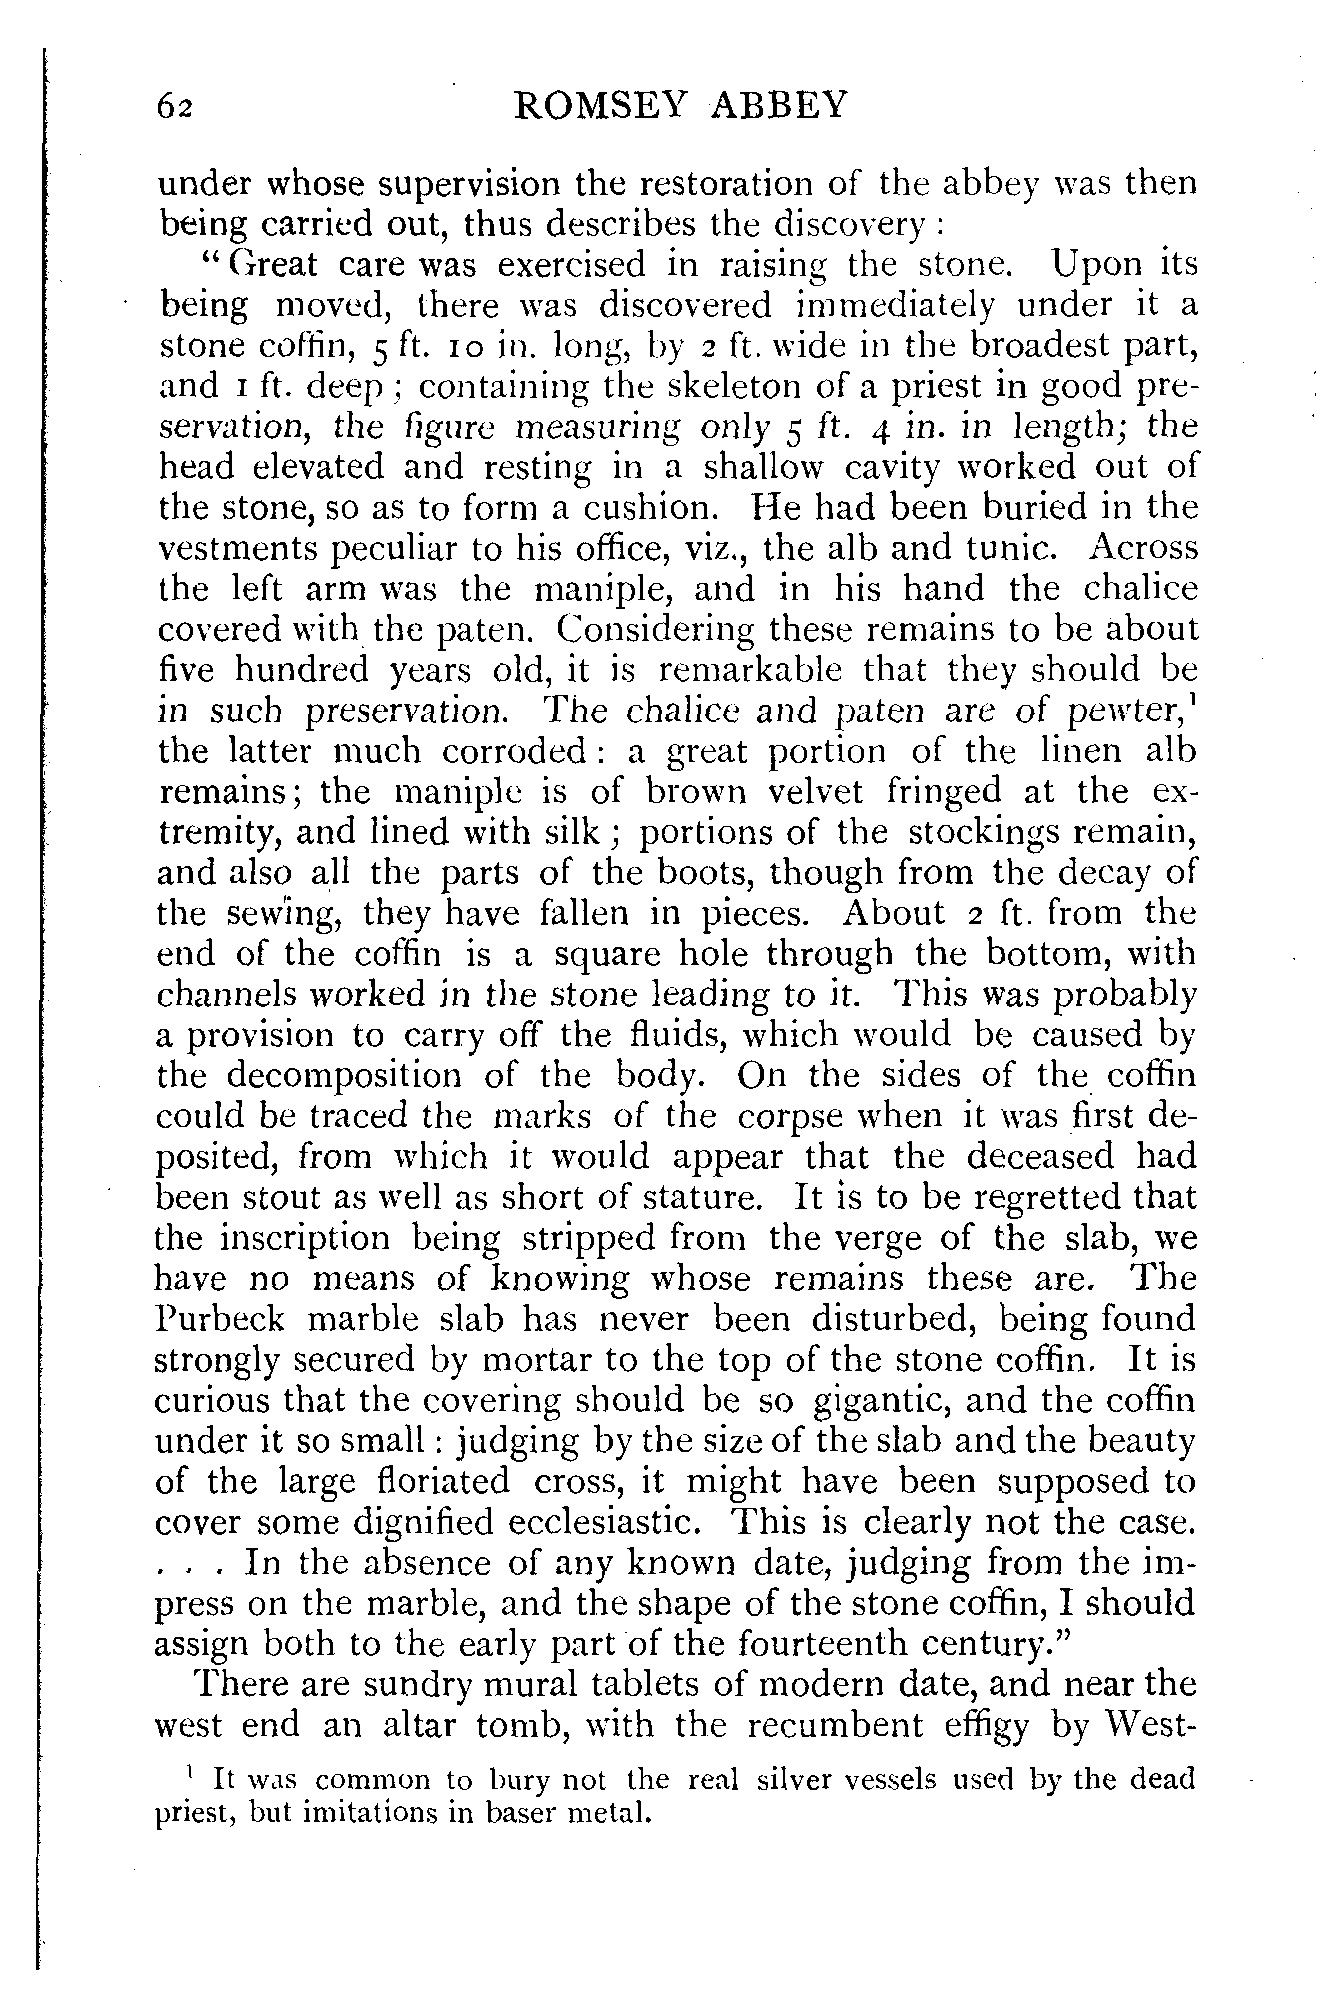 62 ROMSEY ABBEY
under whose supervision the restoration of the abbey was then
being carried out, thus describes the discovery :
“ Great care was exercised in raising the stone. Upon its
being moved, there was discovered immediately under it a
stone coffin, 5 ft. 10 in. long, by 2 ft. wide in the broadest part,
and 1 ft. deep ; containing the skeleton of a priest in good pre-
servation, the figure measuring only 5 ft. 4 in. in length; the
head elevated and resting in a shallow cavity worked out of
the stone, so as to form a cushion. He had been buried in the
vestments peculiar to his office, viz., the alb and tunic. Across
the left arm was the maniple, and in his hand the chalice
covered with the paten. Considering these remains to be about
five hundred years old, it is remarkable that they should be
in such preservation. The chalice and paten are of pewter,¹
the latter much corroded : a great portion of the linen alb
remains ; the maniple is of brown velvet fringed at the ex-
tremity, and lined with silk ; portions of the stockings remain,
and also all the parts of the boots, though from the decay of
the sewing, they have fallen in pieces. About 2 ft. from the
end of the coffin is a square hole through the bottom, with
channels worked in the stone leading to it. This was probably
a provision to carry off the fluids, which would be caused by
the decomposition of the body. On the sides of the coffin
could be traced the marks of the corpse when it was first de-
posited, from which it would appear that the deceased had
been stout as well as short of stature. It is to be regretted that
the inscription being stripped from the verge of the slab, we
have no means of knowing whose remains these are. The
Purbeck marble slab has never been disturbed, being found
strongly secured by mortar to the top of the stone coffin. It is
curious that the covering should be so gigantic, and the coffin
under it so small : judging by the size of the slab and the beauty
of the large floriated cross, it might have been supposed to
cover some dignified ecclesiastic. This is clearly not the case.
. . . In the absence of any known date, judging from the im-
press on the marble, and the shape of the stone coffin, I should
assign both to the early part of the fourteenth century.”
There are sundry mural tablets of modern date, and near the
west end an altar tomb, with the recumbent effigy by West-
¹ It was common to bury not the real silver vessels used by the dead
priest, but imitations in baser metal.